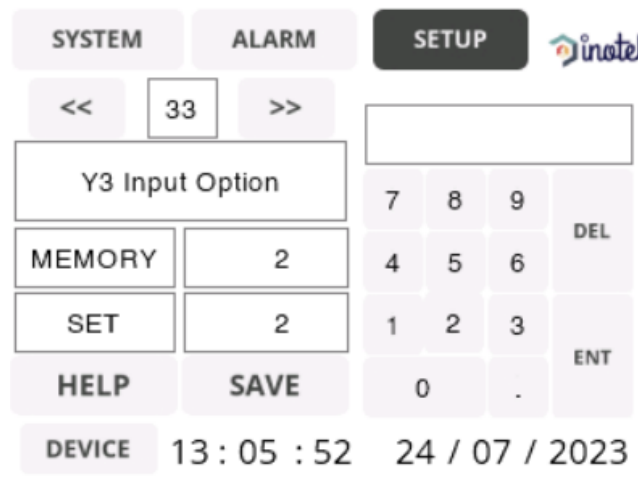 SYSTEM ALARM SETUP
<< 33 >>
Y3 Input Option
7 8 9 DEL
MEMORY 2
4 5 6
SET 2
1 2 3 ENT
HELP SAVE
0 .
DEVICE 13 : 05 : 52 24 / 07 / 2023